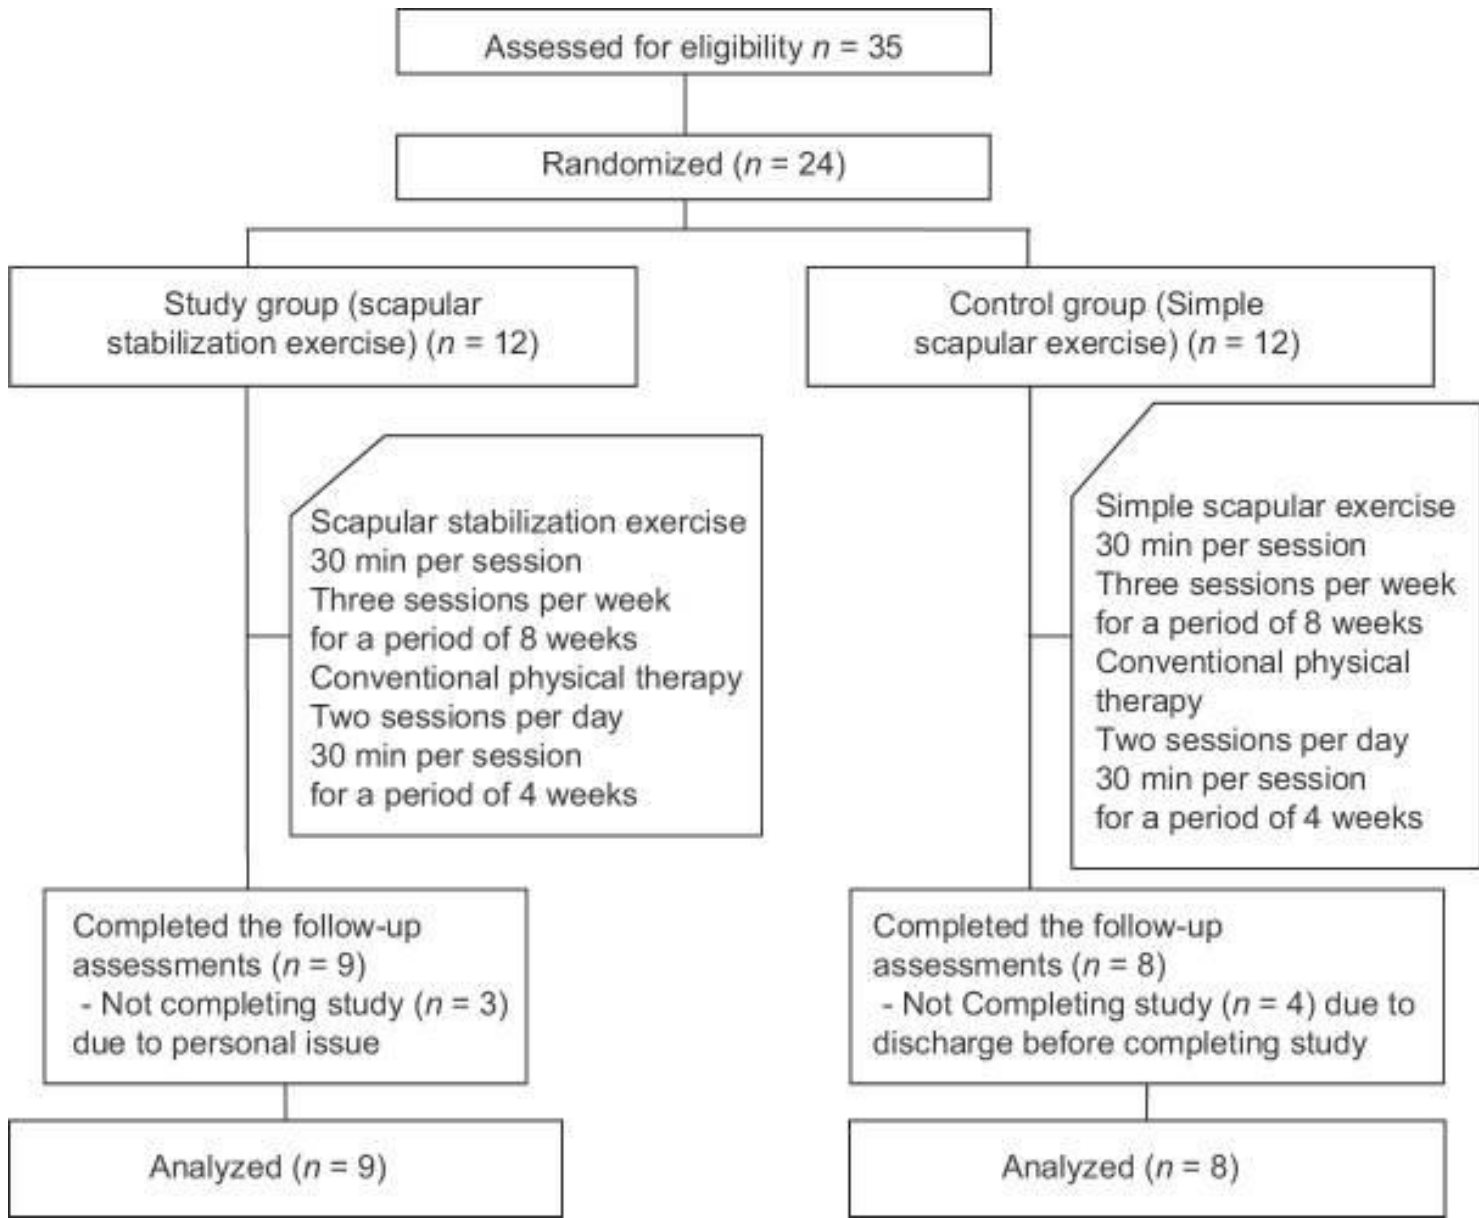 Assessed for eligibility n = 35
Randomized (n = 24)
Study group (scapular
stabilization exercise) (n = 12)
Control group (Simple
scapular exercise) (n = 12)
Scapular stabilization exercise
30 min per session
Three sessions per week
for a period of 8 weeks
Conventional physical therapy
Two sessions per day
30 min per session
for a period of 4 weeks
Simple scapular exercise
30 min per session
Three sessions per week
for a period of 8 weeks
Conventional physical
therapy
Two sessions per day
30 min per session
for a period of 4 weeks
Completed the follow-up
assessments (n = 9)
- Not completing study (n = 3)
due to personal issue
Completed the follow-up
assessments (n = 8)
- Not Completing study (n = 4) due to
discharge before completing study
Analyzed (n = 9)
Analyzed (n = 8)